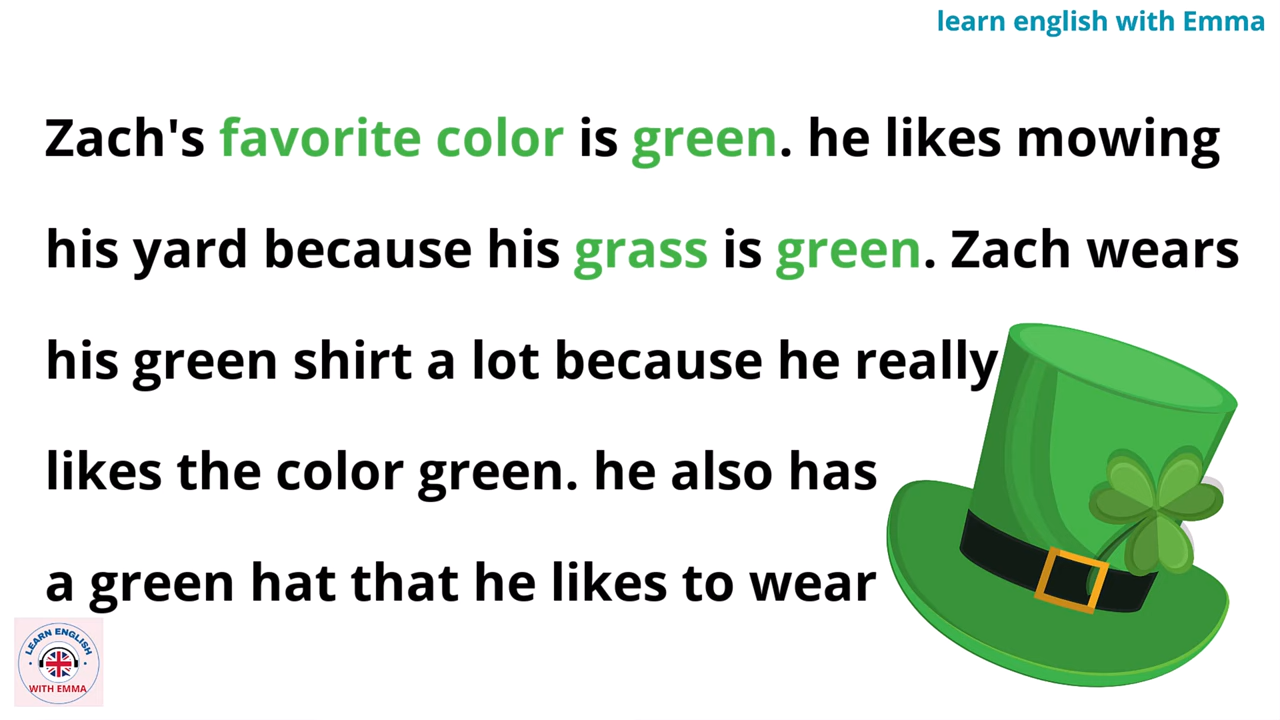 learn english with Emma
Zach's favorite color is green. he likes mowing
his yard because his grass is green. Zach wears
his green shirt a lot because he really
likes the color green. he also has
a green hat that he likes to wear
LEARN ENGLISH
WITH EMMA